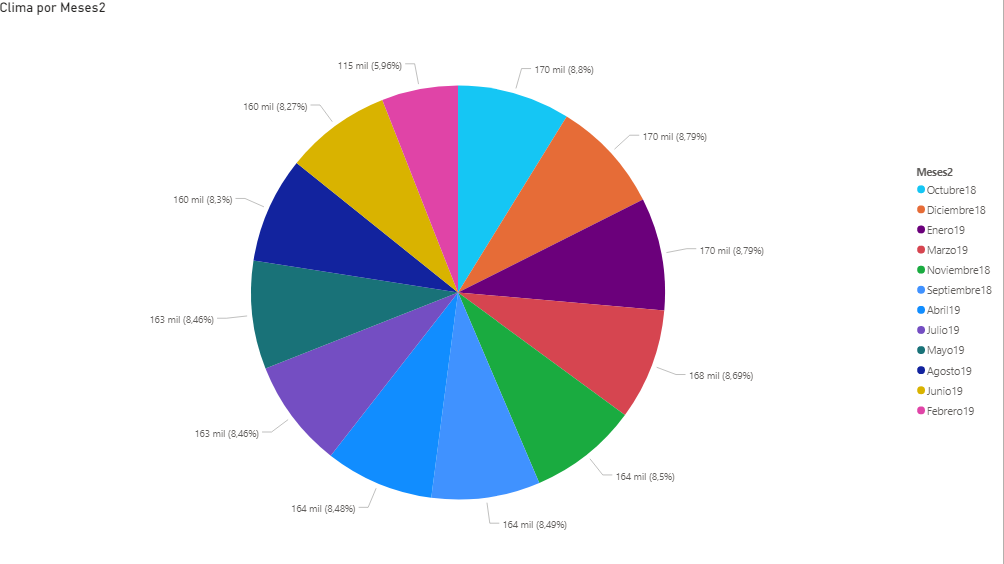 Clima por Meses2
115 mil (5,96%)
170 mil (8,8%)
160 mil (8,27%)
170 mil (8,79%)
160 mil (8,3%)
170 mil (8,79%)
163 mil (8,46%)
168 mil (8,69%)
163 mil (8,46%)
164 mil (8,5%)
164 mil (8,48%)
164 mil (8,49%)
Meses2
Octubre18
Diciembre18
Enero19
Marzo19
Noviembre18
Septiembre18
Abril19
Julio19
Mayo19
Agosto19
Junio19
Febrero19